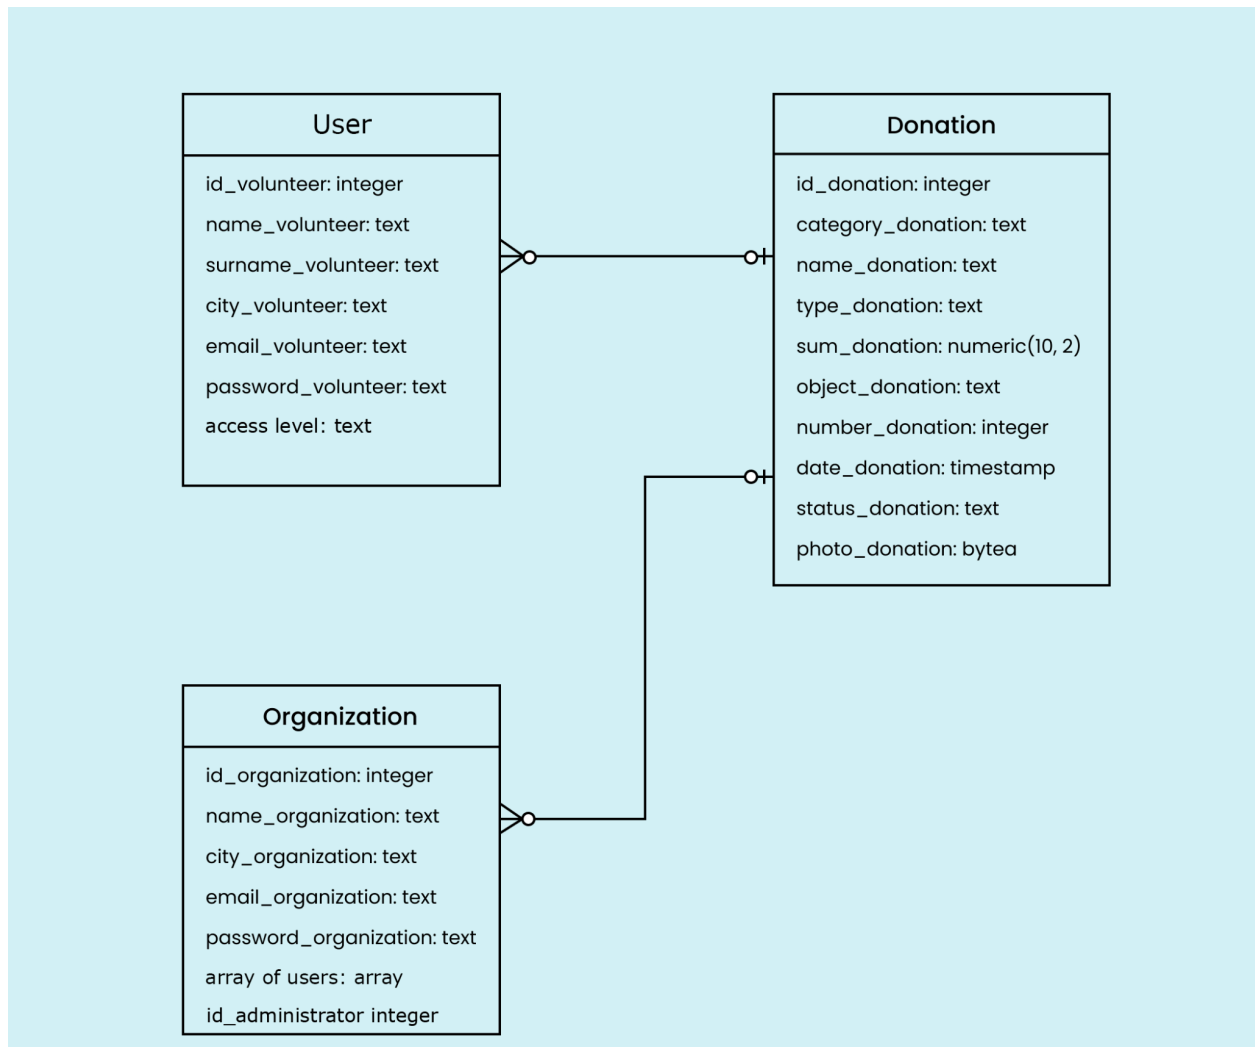 User
id_volunteer: integer
name_volunteer: text
surname_volunteer: text
city_volunteer: text
email_volunteer: text
password_volunteer: text
access level: text
Donation
id_donation: integer
category_donation: text
name_donation: text
type_donation: text
sum_donation: numeric(10, 2)
object_donation: text
number_donation: integer
date_donation: timestamp
status_donation: text
photo_donation: bytea
Organization
id_organization: integer
name_organization: text
city_organization: text
email_organization: text
password_organization: text
array of users: array
id_administrator integer